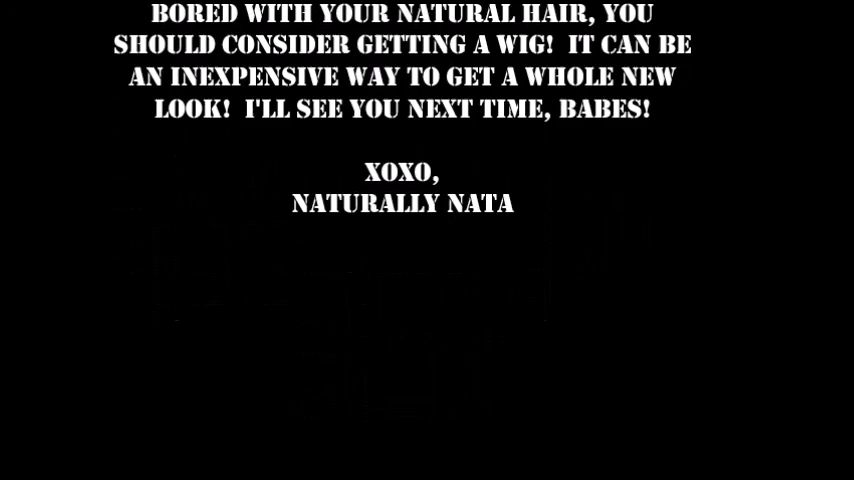 BORED WITH YOUR NATURAL HAIR, YOU
SHOULD CONSIDER GETTING A WIG!  IT CAN BE
AN INEXPENSIVE WAY TO GET A WHOLE NEW
LOOK!  I'LL SEE YOU NEXT TIME, BABES!
XOXO,
NATURALLY NATA